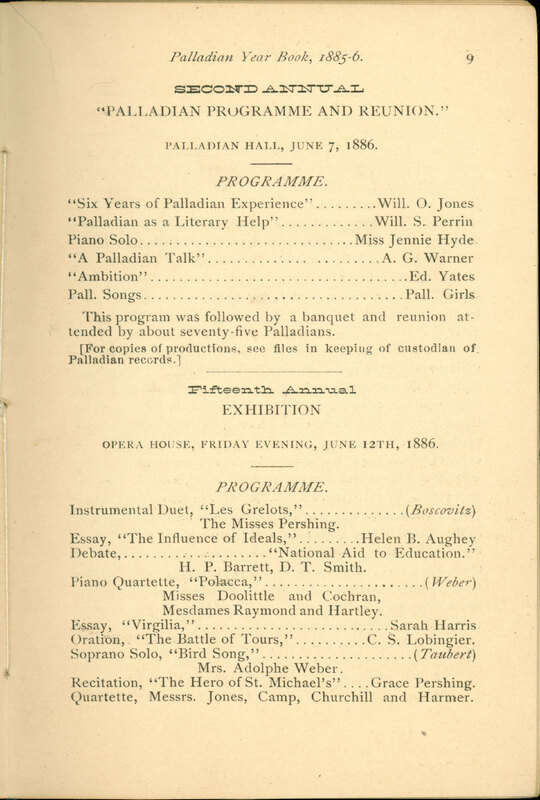 Palladian Year Book, 1885-6. 9
SECOND ANNUAL
“PALLADIAN PROGRAMME AND REUNION.”
PALLADIAN HALL, JUNE 7, 1886.
PROGRAMME.
“Six Years of Palladian Experience”.........Will. O. Jones
“Palladian as a Literary Help”.............Will. S. Perrin
Piano Solo..............................Miss Jennie Hyde
“A Palladian Talk”.............. ..........A. G. Warner
“Ambition”....................................Ed. Yates
Pall. Songs....................................Pall. Girls
This program was followed by a banquet and reunion at-
tended by about seventy-five Palladians.
[For copies of productions, see files in keeping of custodian of
Palladian records.]
Fifteenth Annual
EXHIBITION
OPERA HOUSE, FRIDAY EVENING, JUNE 12TH, 1886.
PROGRAMME.
Instrumental Duet, “Les Grelots,”..............(Boscovitz)
The Misses Pershing.
Essay, “The Influence of Ideals,”.........Helen B. Aughey
Debate,....................“National Aid to Education.”
H. P. Barrett, D. T. Smith.
Piano Quartette, “Polacca,”......................(Weber)
Misses Doolittle and Cochran,
Mesdames Raymond and Hartley.
Essay, “Virgilia,”...........................Sarah Harris
Oration, “The Battle of Tours,”..........C. S. Lobingier.
Soprano Solo, “Bird Song,”.....................(Taubert)
Mrs. Adolphe Weber.
Recitation, “The Hero of St. Michael's”....Grace Pershing.
Quartette, Messrs. Jones, Camp, Churchill and Harmer.